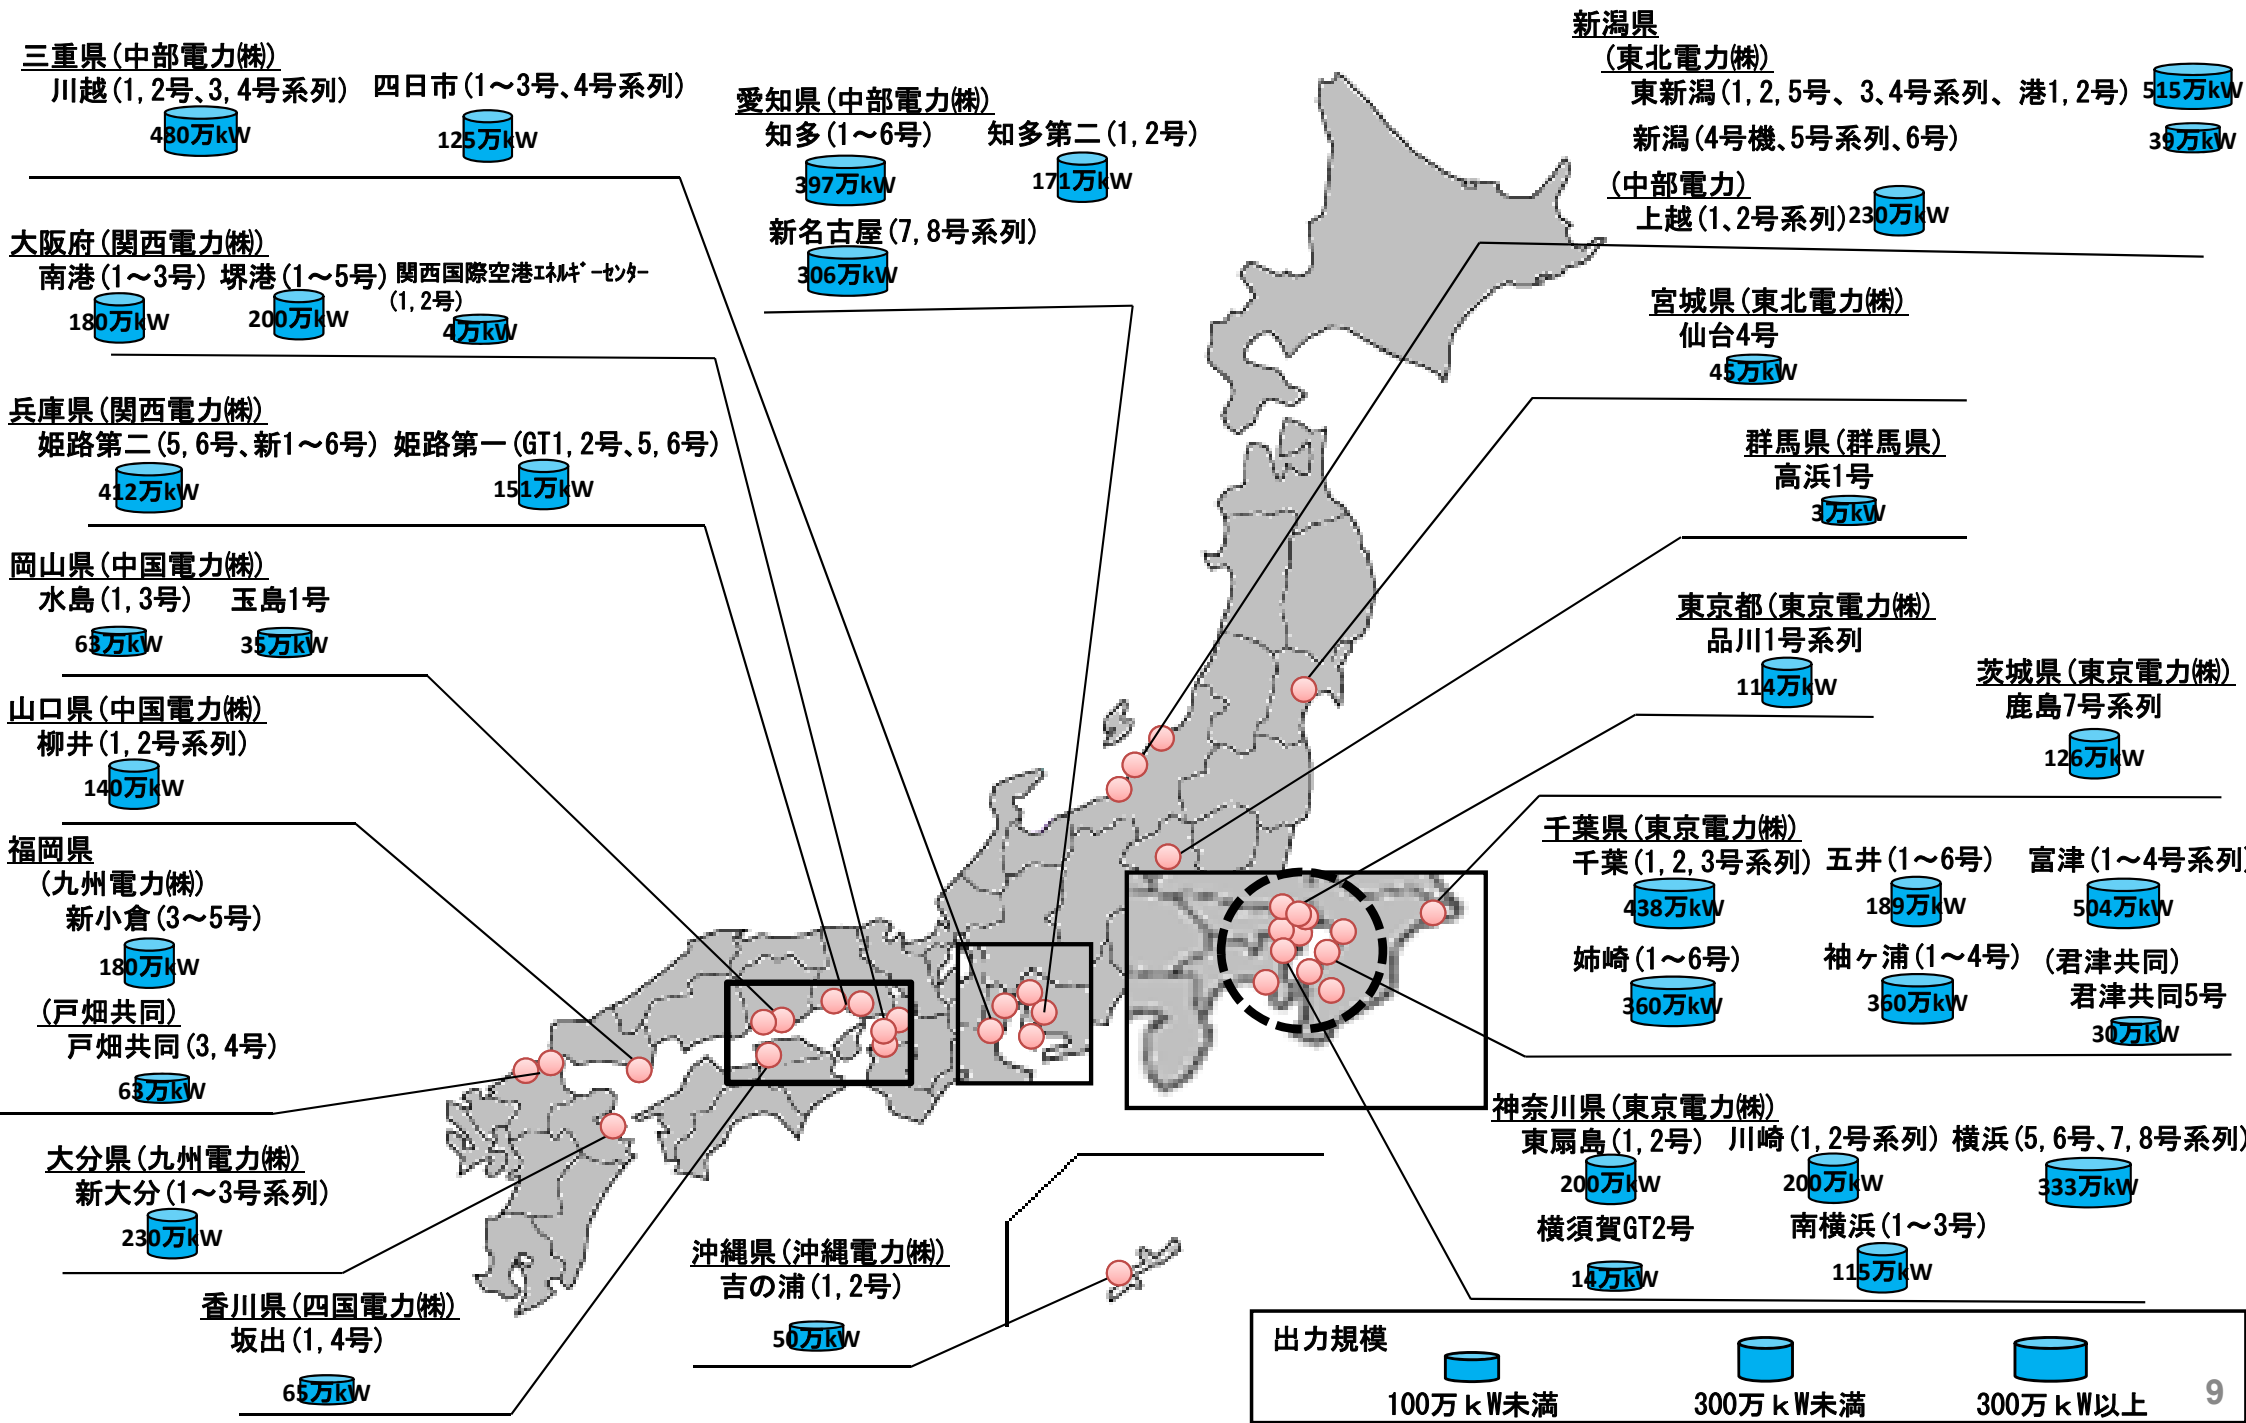 三重県(中部電力㈱)
川越(1,2号、3,4号系列)
四日市(1～3号、4号系列)
480万kW
125万kW
大阪府(関西電力㈱)
南港(1～3号)
堺港(1～5号)
関西国際空港ｴﾈﾙｷﾞｰｾﾝﾀｰ
(1,2号)
180万kW
200万kW
4万kW
兵庫県(関西電力㈱)
姫路第二(5,6号、新1～6号)
姫路第一(GT1,2号、5,6号)
412万kW
151万kW
岡山県(中国電力㈱)
水島(1,3号)
玉島1号
63万kW
35万kW
山口県(中国電力㈱)
柳井(1,2号系列)
140万kW
福岡県
(九州電力㈱)
新小倉(3～5号)
180万kW
(戸畑共同)
戸畑共同(3,4号)
63万kW
大分県(九州電力㈱)
新大分(1～3号系列)
230万kW
香川県(四国電力㈱)
坂出(1,4号)
65万kW
愛知県(中部電力㈱)
知多(1～6号)
知多第二(1,2号)
397万kW
171万kW
新名古屋(7,8号系列)
306万kW
沖縄県(沖縄電力㈱)
吉の浦(1,2号)
50万kW
新潟県
(東北電力㈱)
東新潟(1,2,5号、3、4号系列、港1,2号)
515万kW
新潟(4号機、5号系列、6号)
39万kW
(中部電力)
上越(1、2号系列)
230万kW
宮城県(東北電力㈱)
仙台4号
45万kW
群馬県(群馬県)
高浜1号
3万kW
東京都(東京電力㈱)
品川1号系列
114万kW
茨城県(東京電力㈱)
鹿島7号系列
126万kW
千葉県(東京電力㈱)
千葉(1,2,3号系列)
五井(1～6号)
富津(1～4号系列)
438万kW
189万kW
504万kW
姉崎(1～6号)
袖ヶ浦(1～4号)
(君津共同)
君津共同5号
360万kW
360万kW
30万kW
神奈川県(東京電力㈱)
東扇島(1,2号)
川崎(1,2号系列)
横浜(5,6号、7,8号系列)
200万kW
200万kW
333万kW
横須賀GT2号
南横浜(1～3号)
14万kW
115万kW
出力規模
100万ｋW未満
300万ｋW未満
300万ｋW以上
9